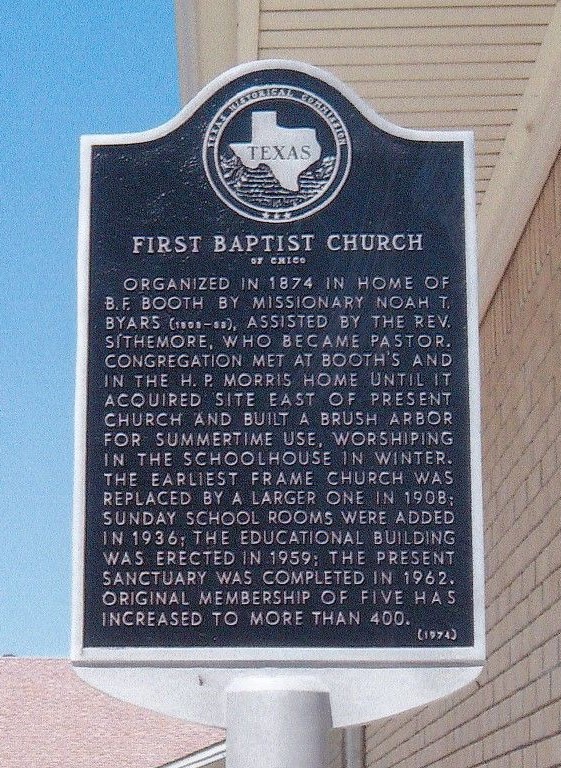 TEXAS HISTORICAL COMMISSION
TEXAS
FIRST BAPTIST CHURCH
OF CHICO
ORGANIZED IN 1874 IN HOME OF
B.F. BOOTH BY MISSIONARY NOAH T.
BYARS (1808-88), ASSISTED BY THE REV.
SITHEMORE, WHO BECAME PASTOR.
CONGREGATION MET AT BOOTH'S AND
IN THE H.P. MORRIS HOME UNTIL IT
ACQUIRED SITE EAST OF PRESENT
CHURCH AND BUILT A BRUSH ARBOR
FOR SUMMERTIME USE, WORSHIPING
IN THE SCHOOLHOUSE IN WINTER.
THE EARLIEST FRAME CHURCH WAS
REPLACED BY A LARGER ONE IN 1908;
SUNDAY SCHOOL ROOMS WERE ADDED
IN 1936; THE EDUCATIONAL BUILDING
WAS ERECTED IN 1959; THE PRESENT
SANCTUARY WAS COMPLETED IN 1962.
ORIGINAL MEMBERSHIP OF FIVE HAS
INCREASED TO MORE THAN 400.
(1974)